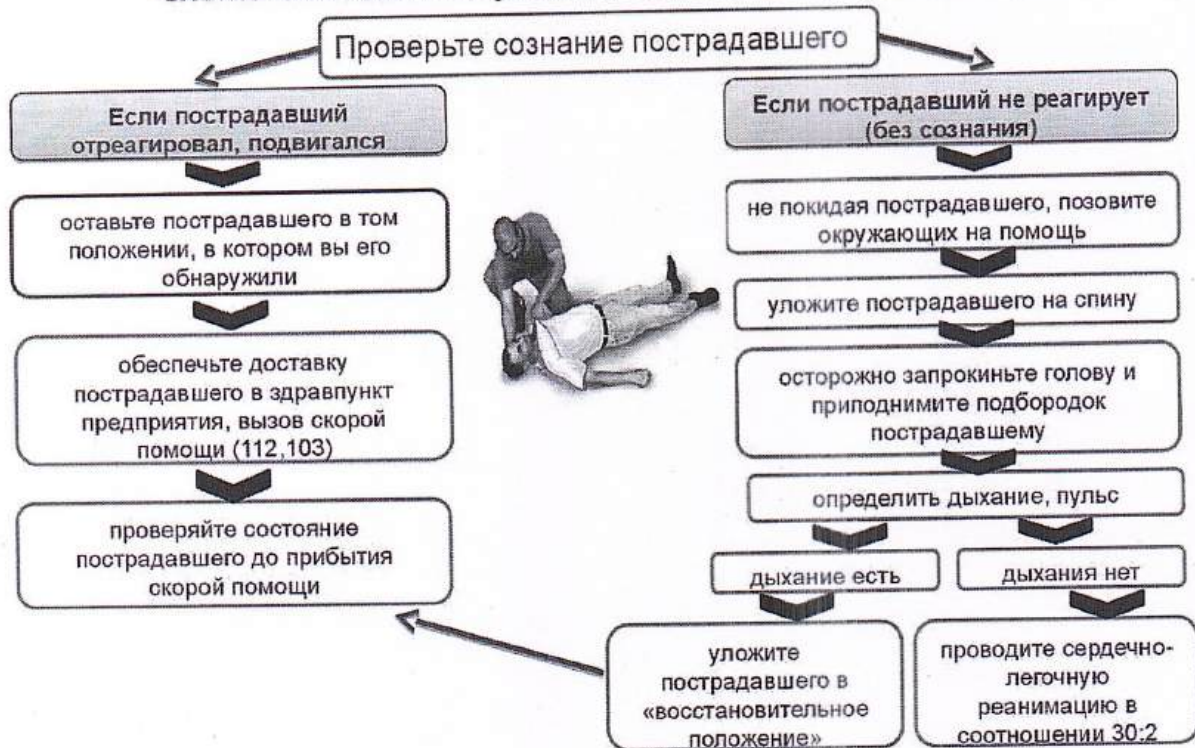 Проверьте сознание пострадавшего
Если пострадавший
отреагировал, подвигался
оставьте пострадавшего в том
положении, в котором вы его
обнаружили
обеспечьте доставку
пострадавшего в здравпункт
предприятия, вызов скорой
помощи (112,103)
проверяйте состояние
пострадавшего до прибытия
скорой помощи
Если пострадавший не реагирует
(без сознания)
не покидая пострадавшего, позовите
окружающих на помощь
уложите пострадавшего на спину
осторожно запрокиньте голову и
приподнимите подбородок
пострадавшему
определить дыхание, пульс
дыхание есть
дыхания нет
уложите
пострадавшего в
«восстановительное
положение»
проводите сердечно-
легочную
реанимацию в
соотношении 30:2